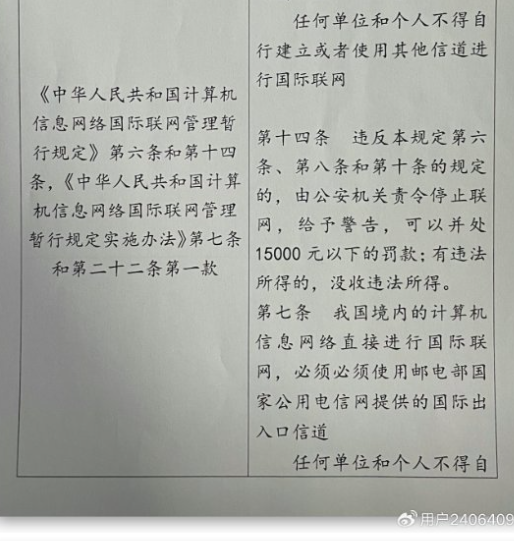 《中华人民共和国计算机
信息网络国际联网管理暂
行规定》第六条和第十四
条，《中华人民共和国计算
机信息网络国际联网管理
暂行规定实施办法》第七条
和第二十二条第一款
任何单位和个人不得自
行建立或者使用其他信道进
行国际联网
第十四条　违反本规定第六
条、第八条和第十条的规定
的，由公安机关责令停止联
网，给予警告，可以并处
15000 元以下的罚款；有违法
所得的，没收违法所得。
第七条　我国境内的计算机
信息网络直接进行国际联
网，必须必须使用邮电部国
家公用电信网提供的国际出
入口信道
任何单位和个人不得自
用户2406409